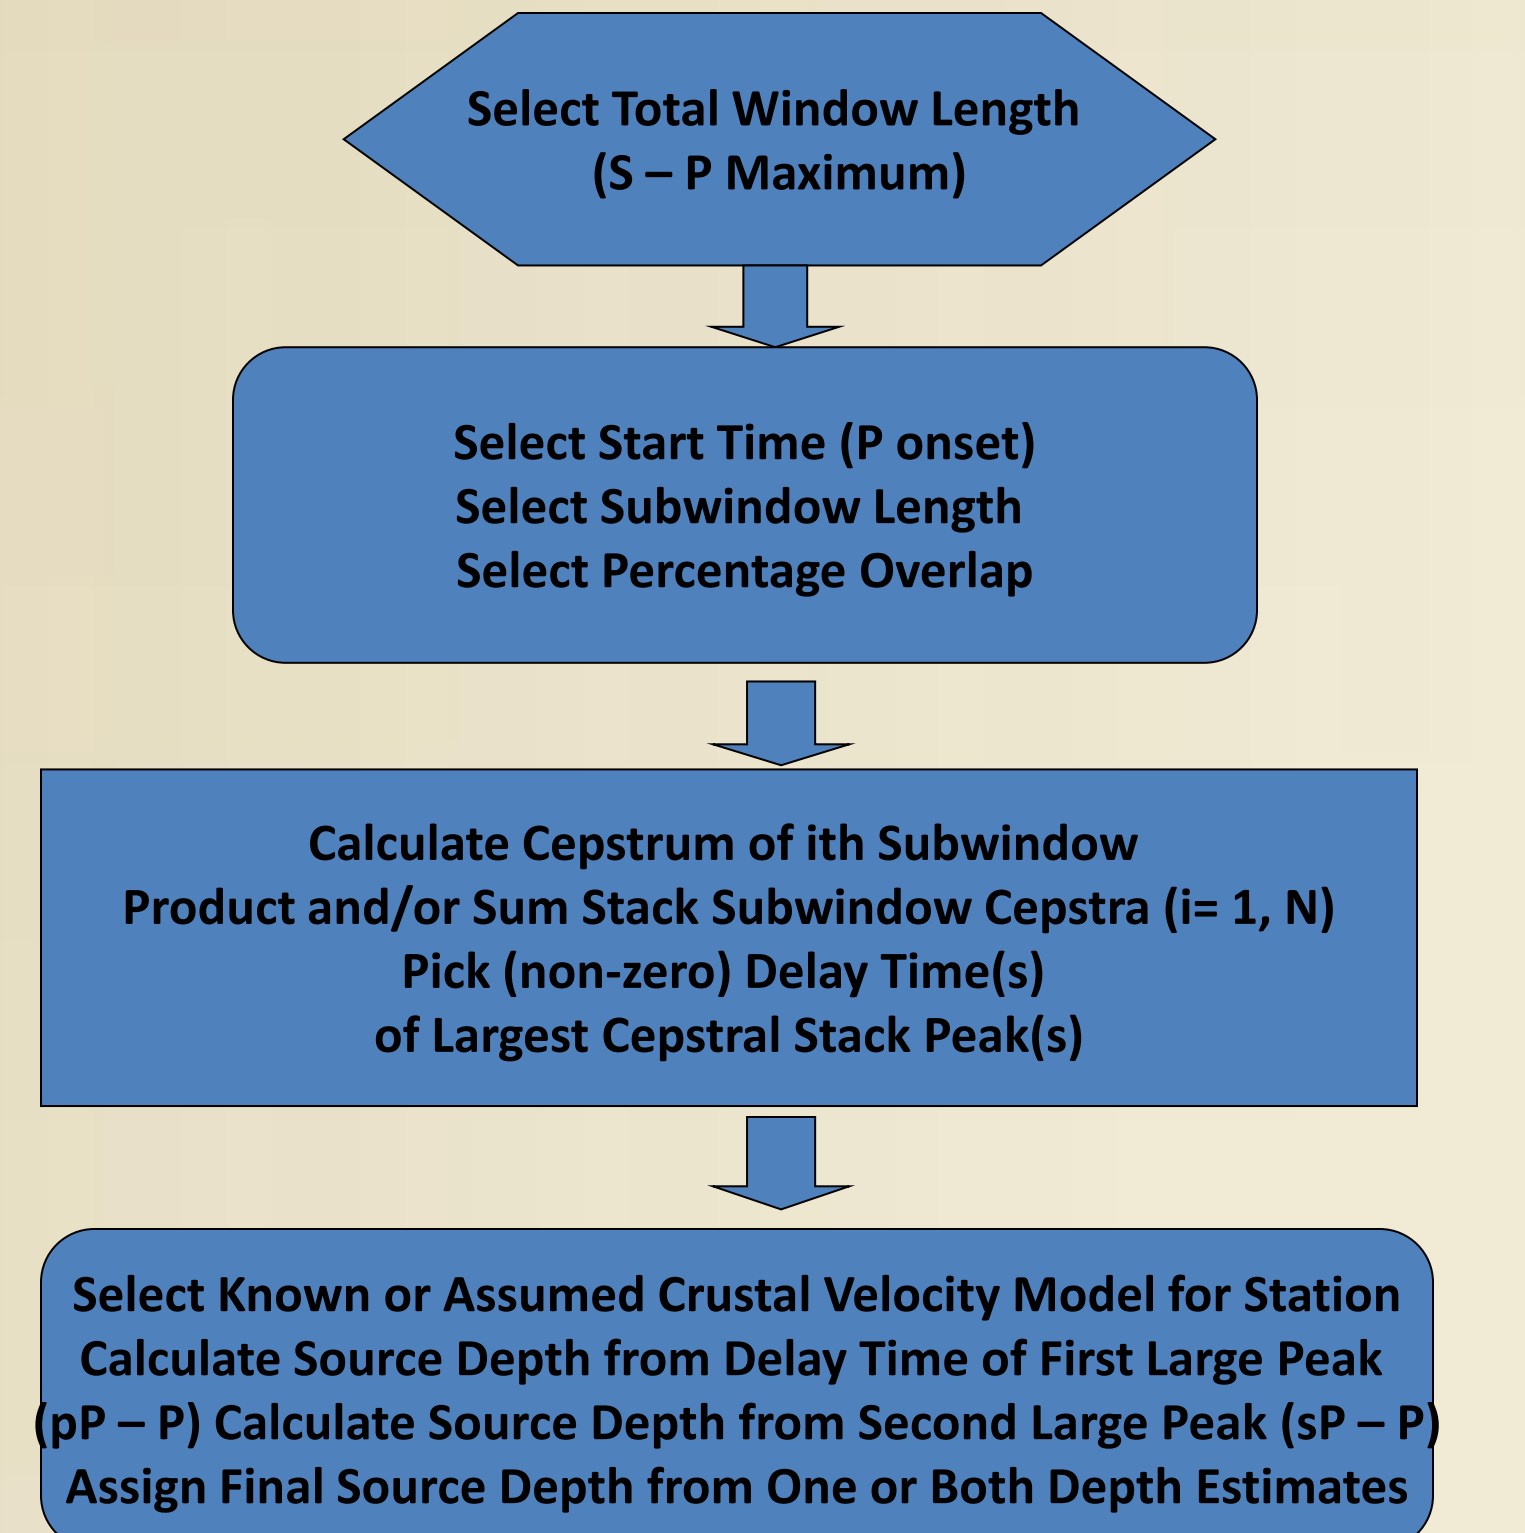 Select Total Window Length
(S – P Maximum)
Select Start Time (P onset)
Select Subwindow Length
Select Percentage Overlap
Calculate Cepstrum of ith Subwindow
Product and/or Sum Stack Subwindow Cepstra (i= 1, N)
Pick (non-zero) Delay Time(s)
of Largest Cepstral Stack Peak(s)
Select Known or Assumed Crustal Velocity Model for Station
Calculate Source Depth from Delay Time of First Large Peak
(pP – P) Calculate Source Depth from Second Large Peak (sP – P)
Assign Final Source Depth from One or Both Depth Estimates